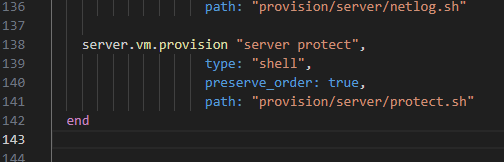 136 path: "provision/server/netlog.sh"
137
138 server.vm.provision "server protect",
139 type: "shell",
140 preserve_order: true,
141 path: "provision/server/protect.sh"
142 end
143
144